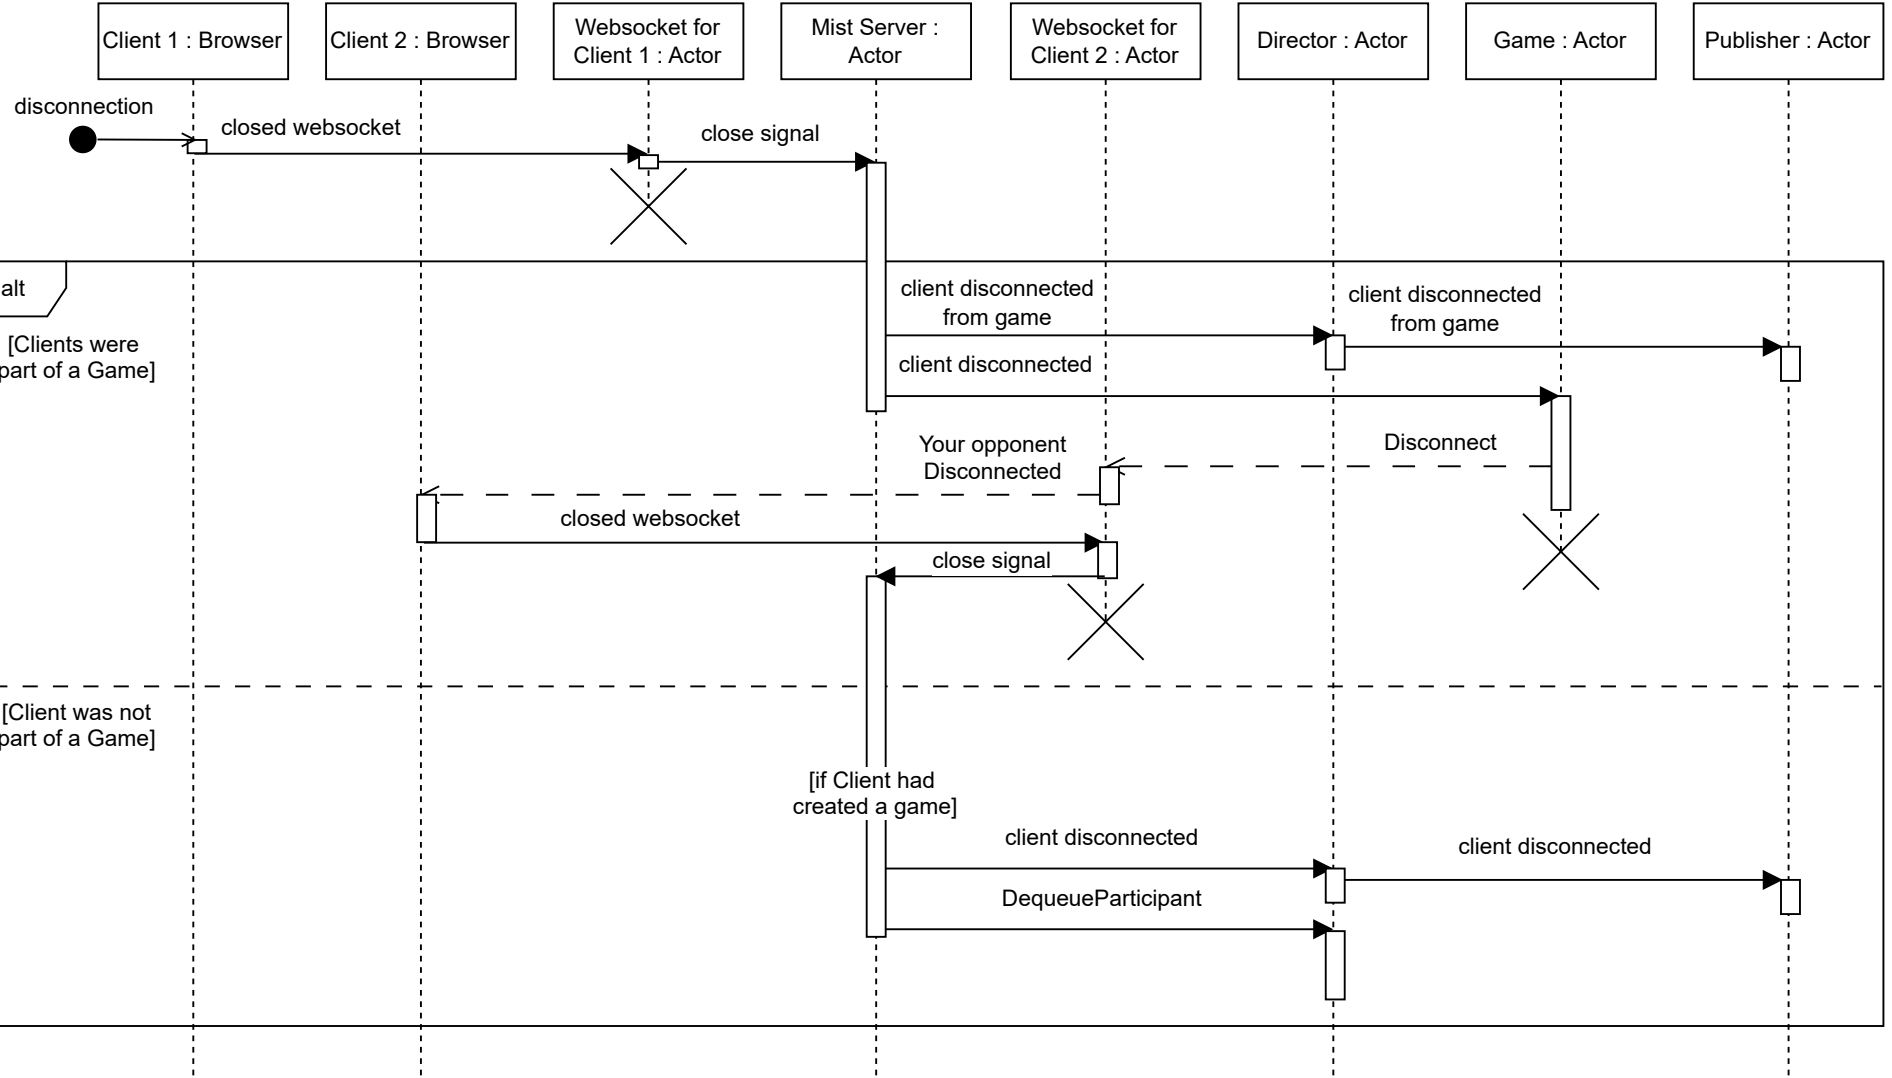 Client 1 : Browser
Client 2 : Browser
Websocket for
Client 1 : Actor
Mist Server :
Actor
Websocket for
Client 2 : Actor
Director : Actor
Game : Actor
Publisher : Actor
disconnection
closed websocket
close signal
alt
[Clients were
part of a Game]
client disconnected
from game
client disconnected
from game
client disconnected
Disconnect
Your opponent
Disconnected
closed websocket
close signal
[Client was not
part of a Game]
[if Client had
created a game]
client disconnected
client disconnected
DequeueParticipant